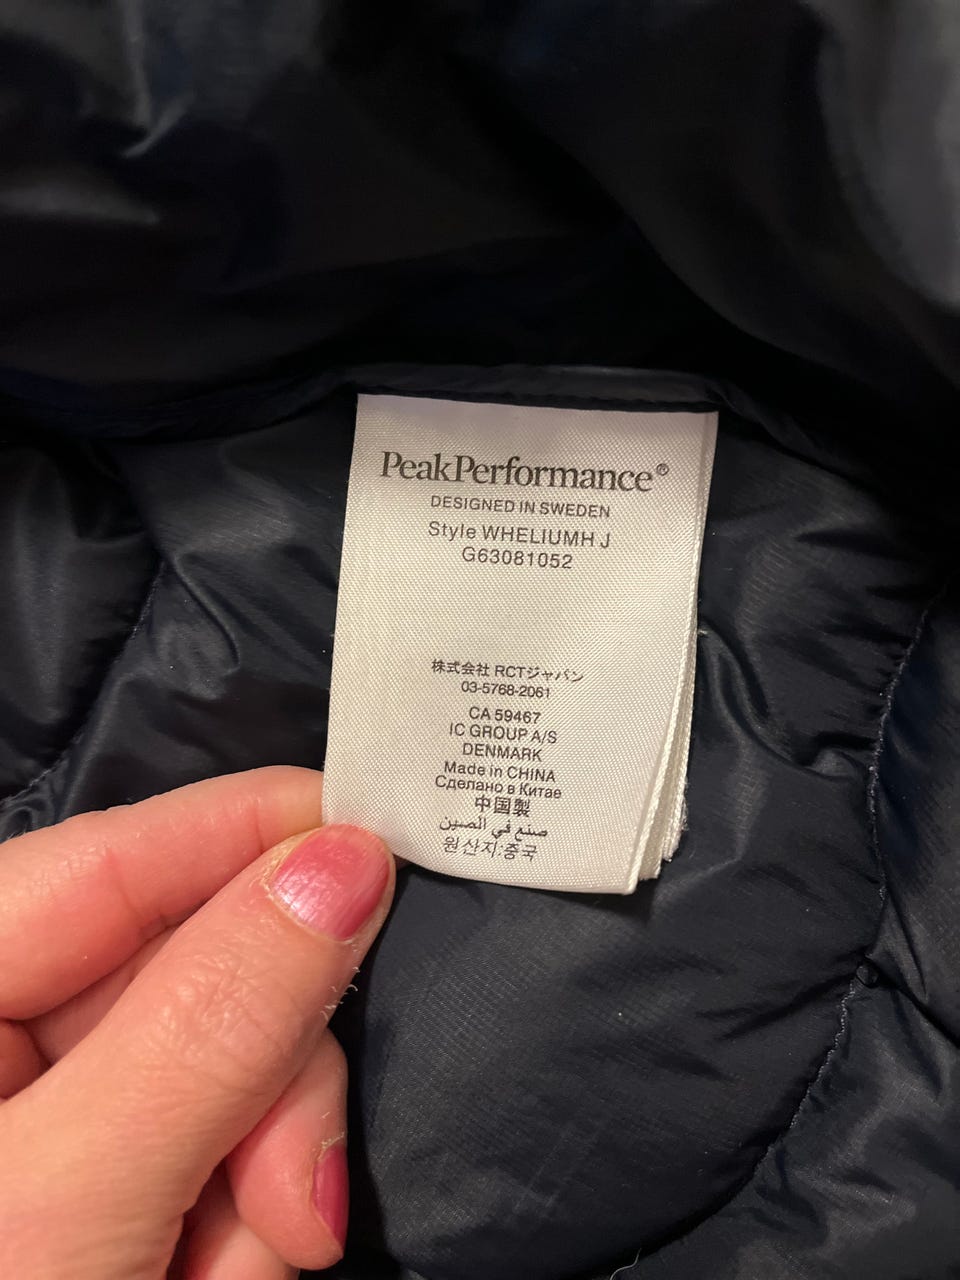 PeakPerformance®
DESIGNED IN SWEDEN
Style WHELIUMH J
G63081052
株式会社 RCTジャパン
03-5768-2061
CA 59467
IC GROUP A/S
DENMARK
Made in CHINA
Сделано в Китае
中国製
صنع في الصين
원산지:중국